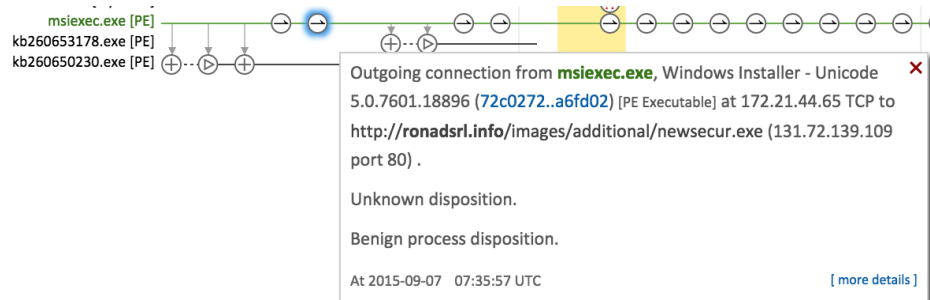 msiexec.exe [PE]
kb260653178.exe [PE]
kb260650230.exe [PE]
Outgoing connection from msiexec.exe, Windows Installer - Unicode
5.0.7601.18896 (72c0272..a6fd02) [PE Executable] at 172.21.44.65 TCP to
http://ronadsrl.info/images/additional/newsecur.exe (131.72.139.109
port 80) .
Unknown disposition.
Benign process disposition.
At 2015-09-07 07:35:57 UTC
[ more details ]